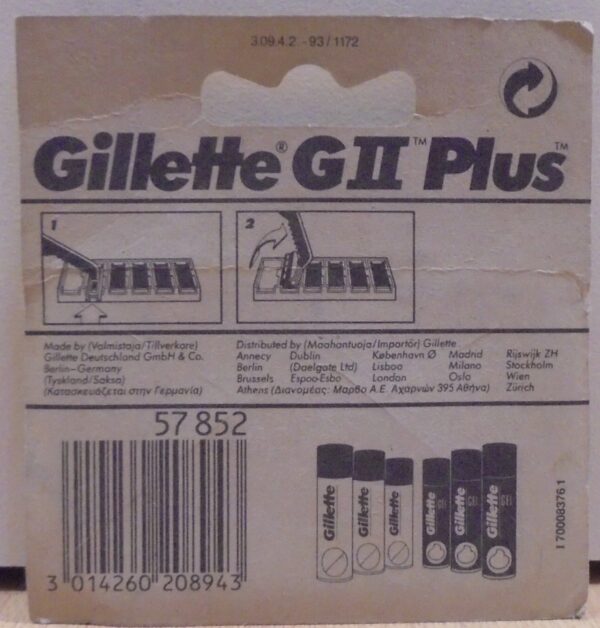 3.09.4.2. - 93/1172
Gillette® GII™ Plus™
1
2
Made by (Valmistaja/Tillverkare)
Gillette Deutschland GmbH & Co.
Berlin–Germany
(Tyskland/Saksa)
(Κατασκευάζεται στην Γερμανία)
Distributed by (Maahantuoja/Importör) Gillette
Annecy Dublin København Ø Madrid Rijswijk ZH
Berlin (Daelgate Ltd) Lisboa Milano Stockholm
Brussels Espoo-Esbo London Oslo Wien
Athens (Διανομέας: Μαρβο Α.Ε. Αχαρνών 395 Αθήνα) Zürich
57 852
3 014260 208943
Gillette
Gillette
Gillette
Gillette GEL
Gillette GEL
Gillette GEL
I 70008376 1